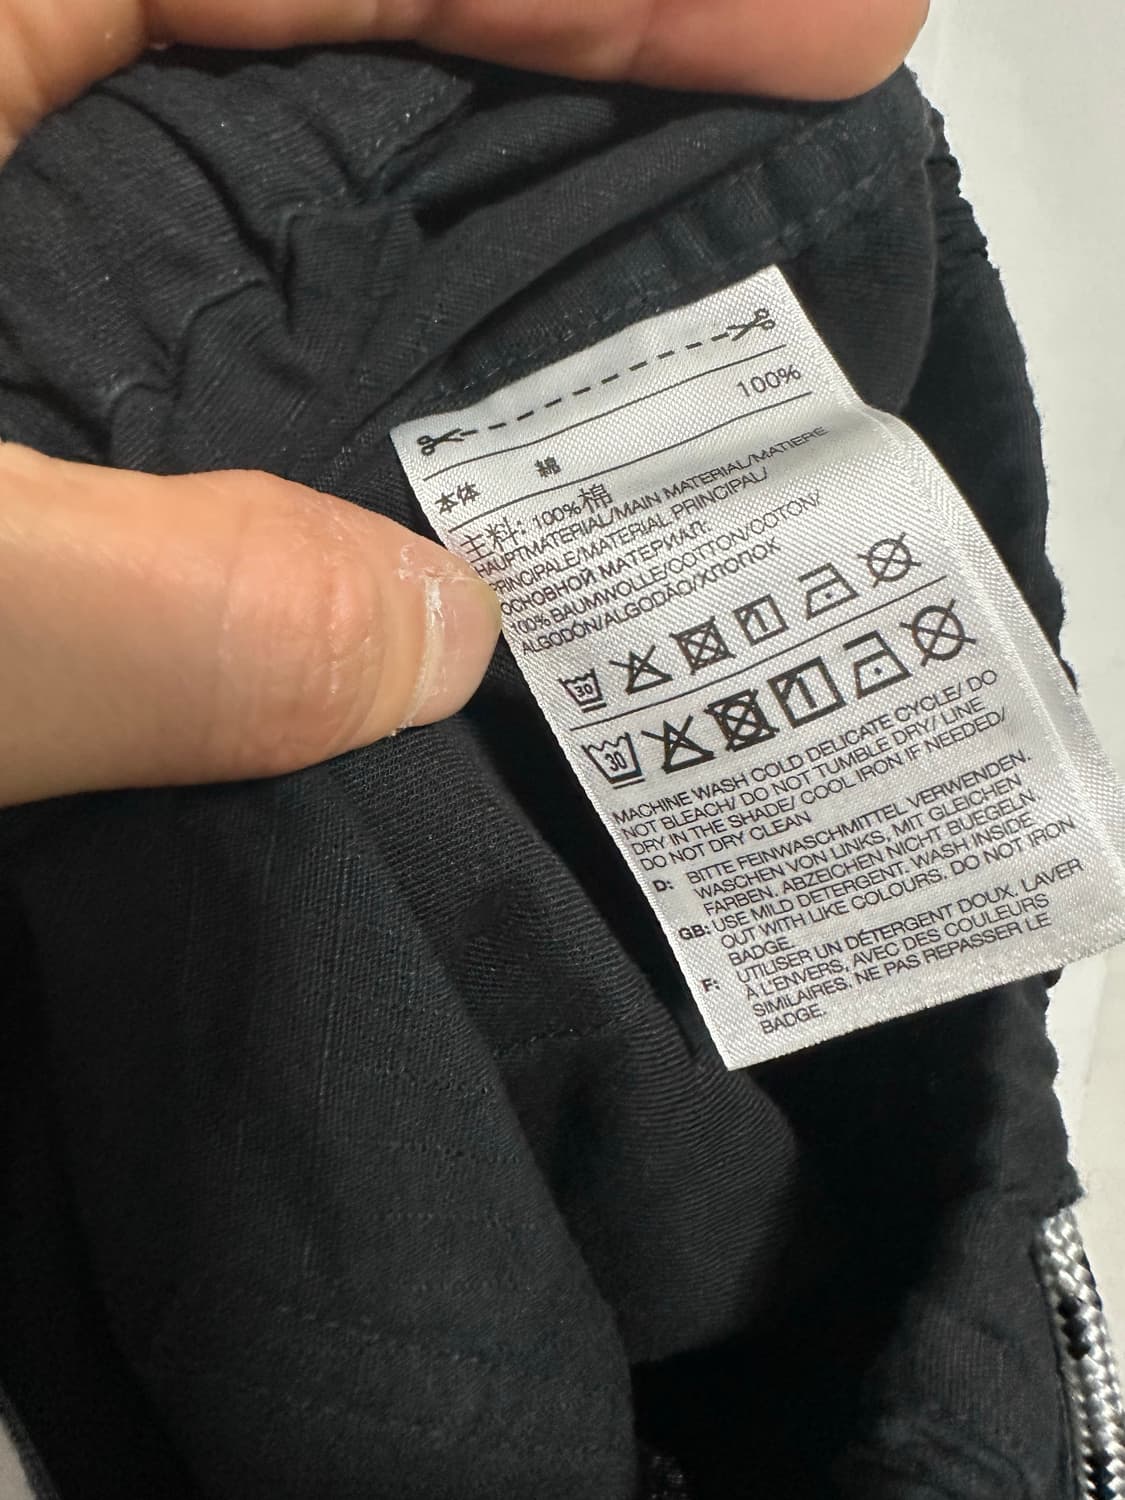 100%
本体 綿
主料: 100%棉
HAUPTMATERIAL/MAIN MATERIAL/MATIERE
PRINCIPALE/MATERIAL PRINCIPAL/
ОСНОВНОЙ МАТЕРИАЛ:
100% BAUMWOLLE/COTTON/COTON/
ALGODON/ALGODÃO/ХЛОПОК
30
30
MACHINE WASH COLD DELICATE CYCLE/ DO
NOT BLEACH/ DO NOT TUMBLE DRY/ LINE
DRY IN THE SHADE/ COOL IRON IF NEEDED/
DO NOT DRY CLEAN
D: BITTE FEINWASCHMITTEL VERWENDEN.
WASCHEN VON LINKS, MIT GLEICHEN
FARBEN. ABZEICHEN NICHT BUEGELN.
GB: USE MILD DETERGENT. WASH INSIDE
OUT WITH LIKE COLOURS. DO NOT IRON
BADGE.
F: UTILISER UN DÉTERGENT DOUX. LAVER
À L'ENVERS, AVEC DES COULEURS
SIMILAIRES, NE PAS REPASSER LE
BADGE.